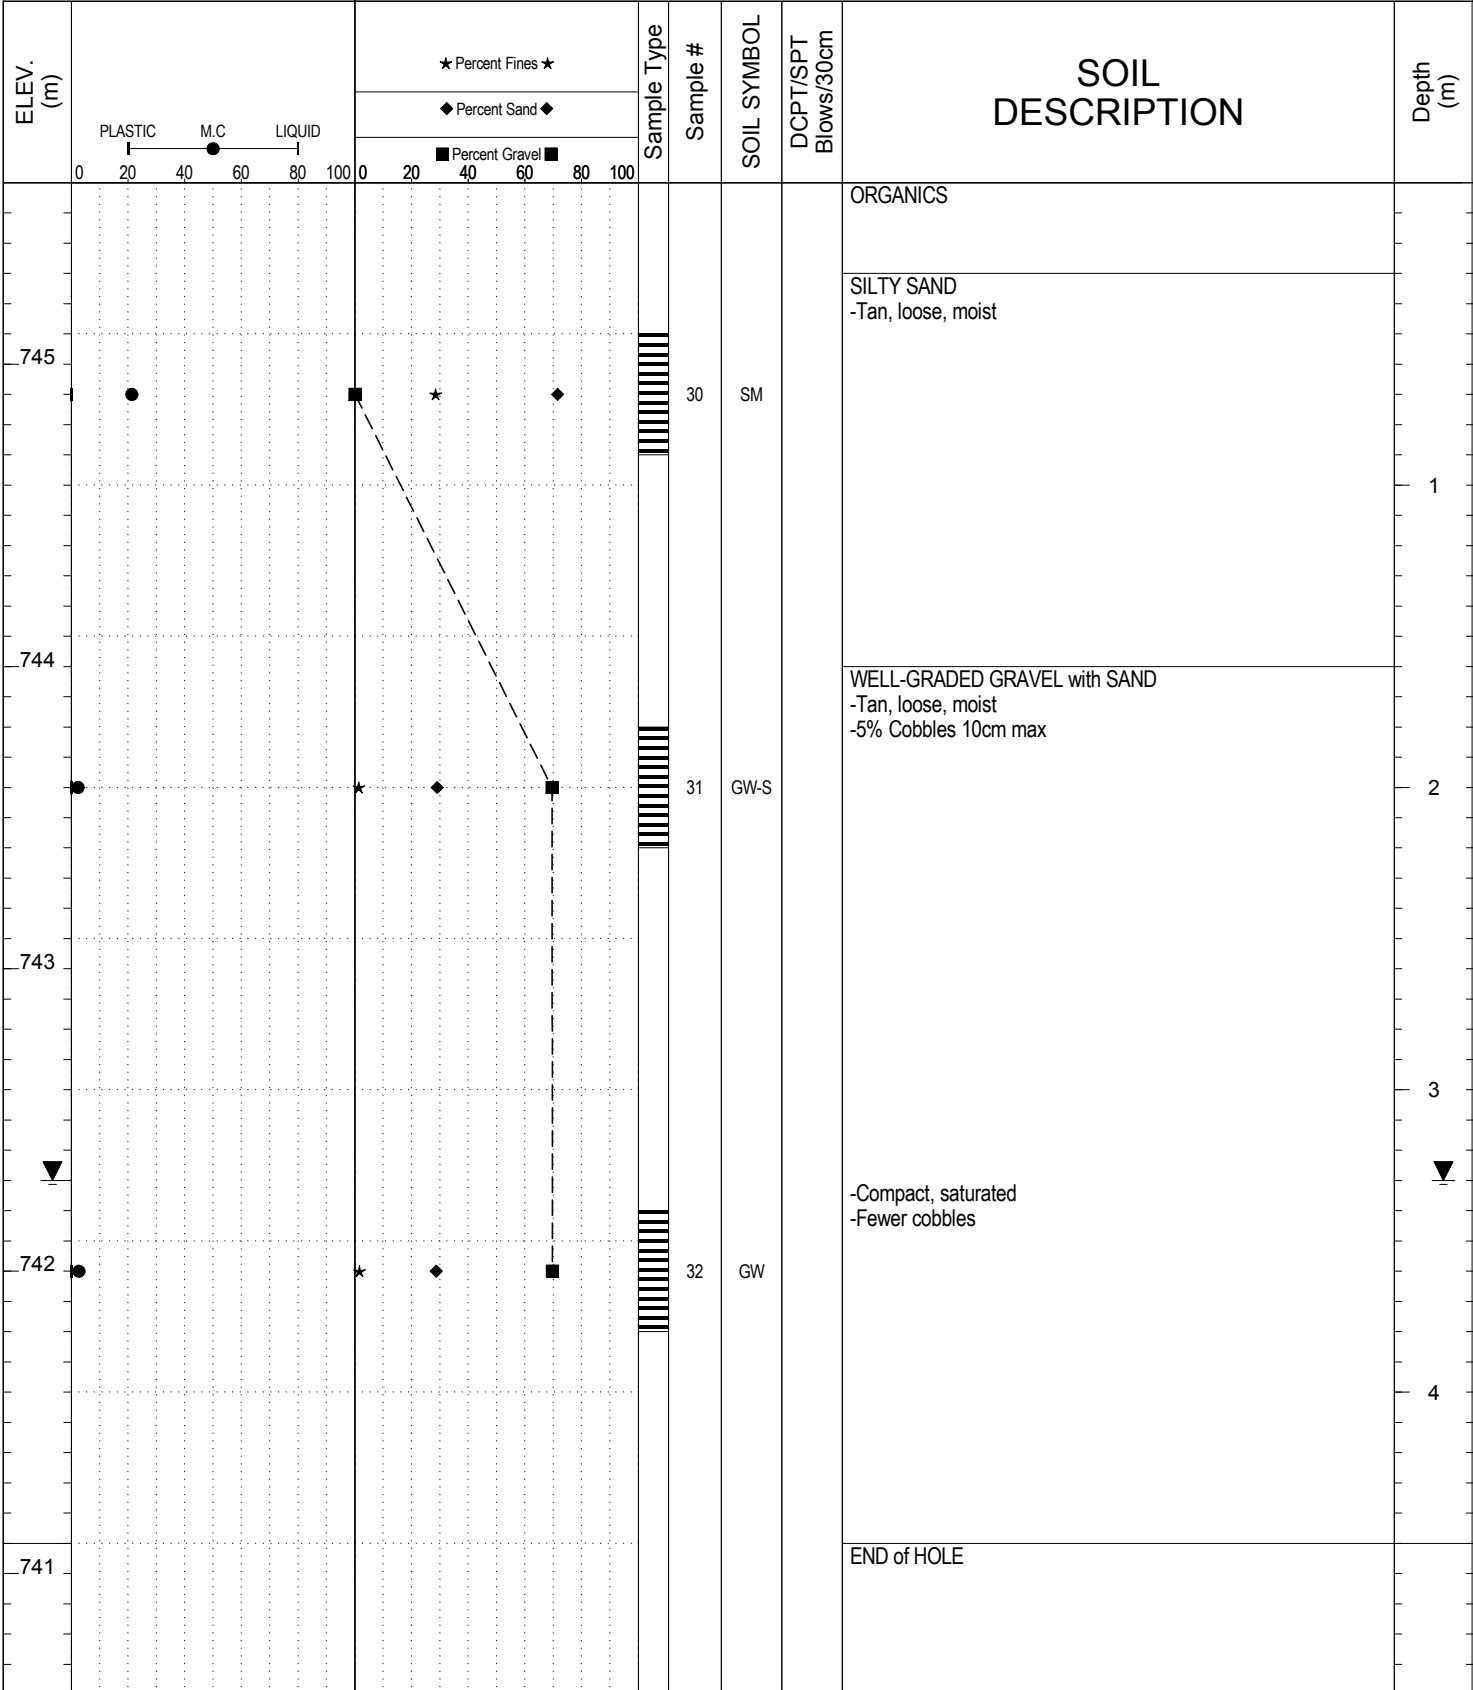 ELEV.
(m)
PLASTIC M.C LIQUID
0 20 40 60 80 100
★ Percent Fines ★
◆ Percent Sand ◆
■ Percent Gravel ■
0 20 40 60 80 100
Sample Type
Sample #
SOIL SYMBOL
DCPT/SPT
Blows/30cm
SOIL
DESCRIPTION
Depth
(m)
ORGANICS
SILTY SAND
-Tan, loose, moist
745
30 SM
1
744
WELL-GRADED GRAVEL with SAND
-Tan, loose, moist
-5% Cobbles 10cm max
31 GW-S
2
743
3
-Compact, saturated
-Fewer cobbles
742
32 GW
4
END of HOLE
741